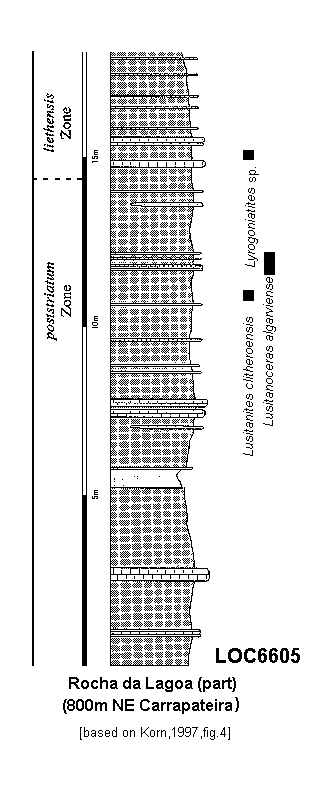 liethensis
Zone
15m
Lyrogoniatites sp.
poststriatum
Zone
10m
Lusitanites clitheroensis
Lusitanoceras algarviense
5m
LOC6605
Rocha da Lagoa (part)
(800m NE Carrapateira)
[based on Korn,1997,fig.4]